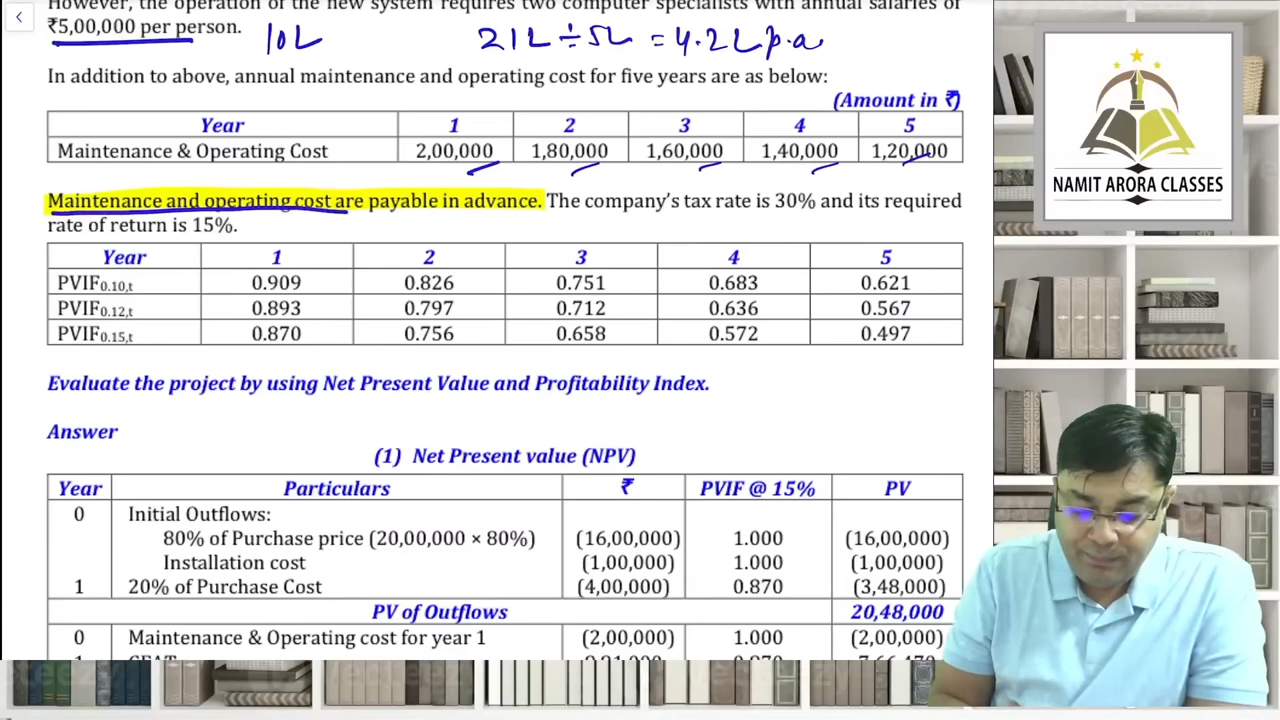 However, the operation of the new system requires two computer specialists with annual salaries of
₹5,00,000 per person. 10L 21L ÷ 5L = 4.2L p.a
In addition to above, annual maintenance and operating cost for five years are as below:
(Amount in ₹)
Year 1 2 3 4 5
Maintenance & Operating Cost 2,00,000 1,80,000 1,60,000 1,40,000 1,20,000
NAMIT ARORA CLASSES
Maintenance and operating cost are payable in advance. The company's tax rate is 30% and its required
rate of return is 15%.
Year 1 2 3 4 5
PVIF0.10,t 0.909 0.826 0.751 0.683 0.621
PVIF0.12,t 0.893 0.797 0.712 0.636 0.567
PVIF0.15,t 0.870 0.756 0.658 0.572 0.497
Evaluate the project by using Net Present Value and Profitability Index.
Answer
(1) Net Present value (NPV)
Year Particulars ₹ PVIF @ 15% PV
0 Initial Outflows:
80% of Purchase price (20,00,000 × 80%) (16,00,000) 1.000 (16,00,000)
Installation cost (1,00,000) 1.000 (1,00,000)
1 20% of Purchase Cost (4,00,000) 0.870 (3,48,000)
PV of Outflows 20,48,000
0 Maintenance & Operating cost for year 1 (2,00,000) 1.000 (2,00,000)